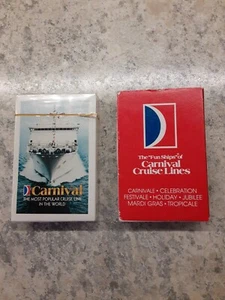 Carnival
THE MOST POPULAR CRUISE LINE
IN THE WORLD
The "Fun Ships" of
Carnival
Cruise Lines
CARNIVALE • CELEBRATION
FESTIVALE • HOLIDAY • JUBILEE
MARDI GRAS • TROPICALE